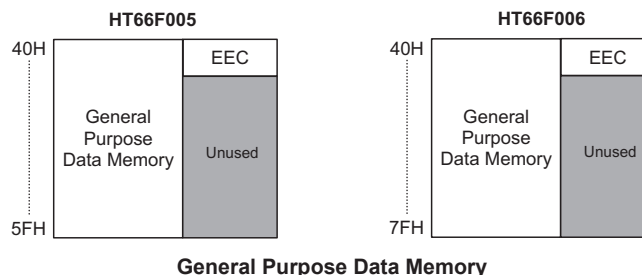 HT66F005
40H
EEC
General
Purpose
Data Memory
Unused
5FH
HT66F006
40H
EEC
General
Purpose
Data Memory
Unused
7FH
General Purpose Data Memory